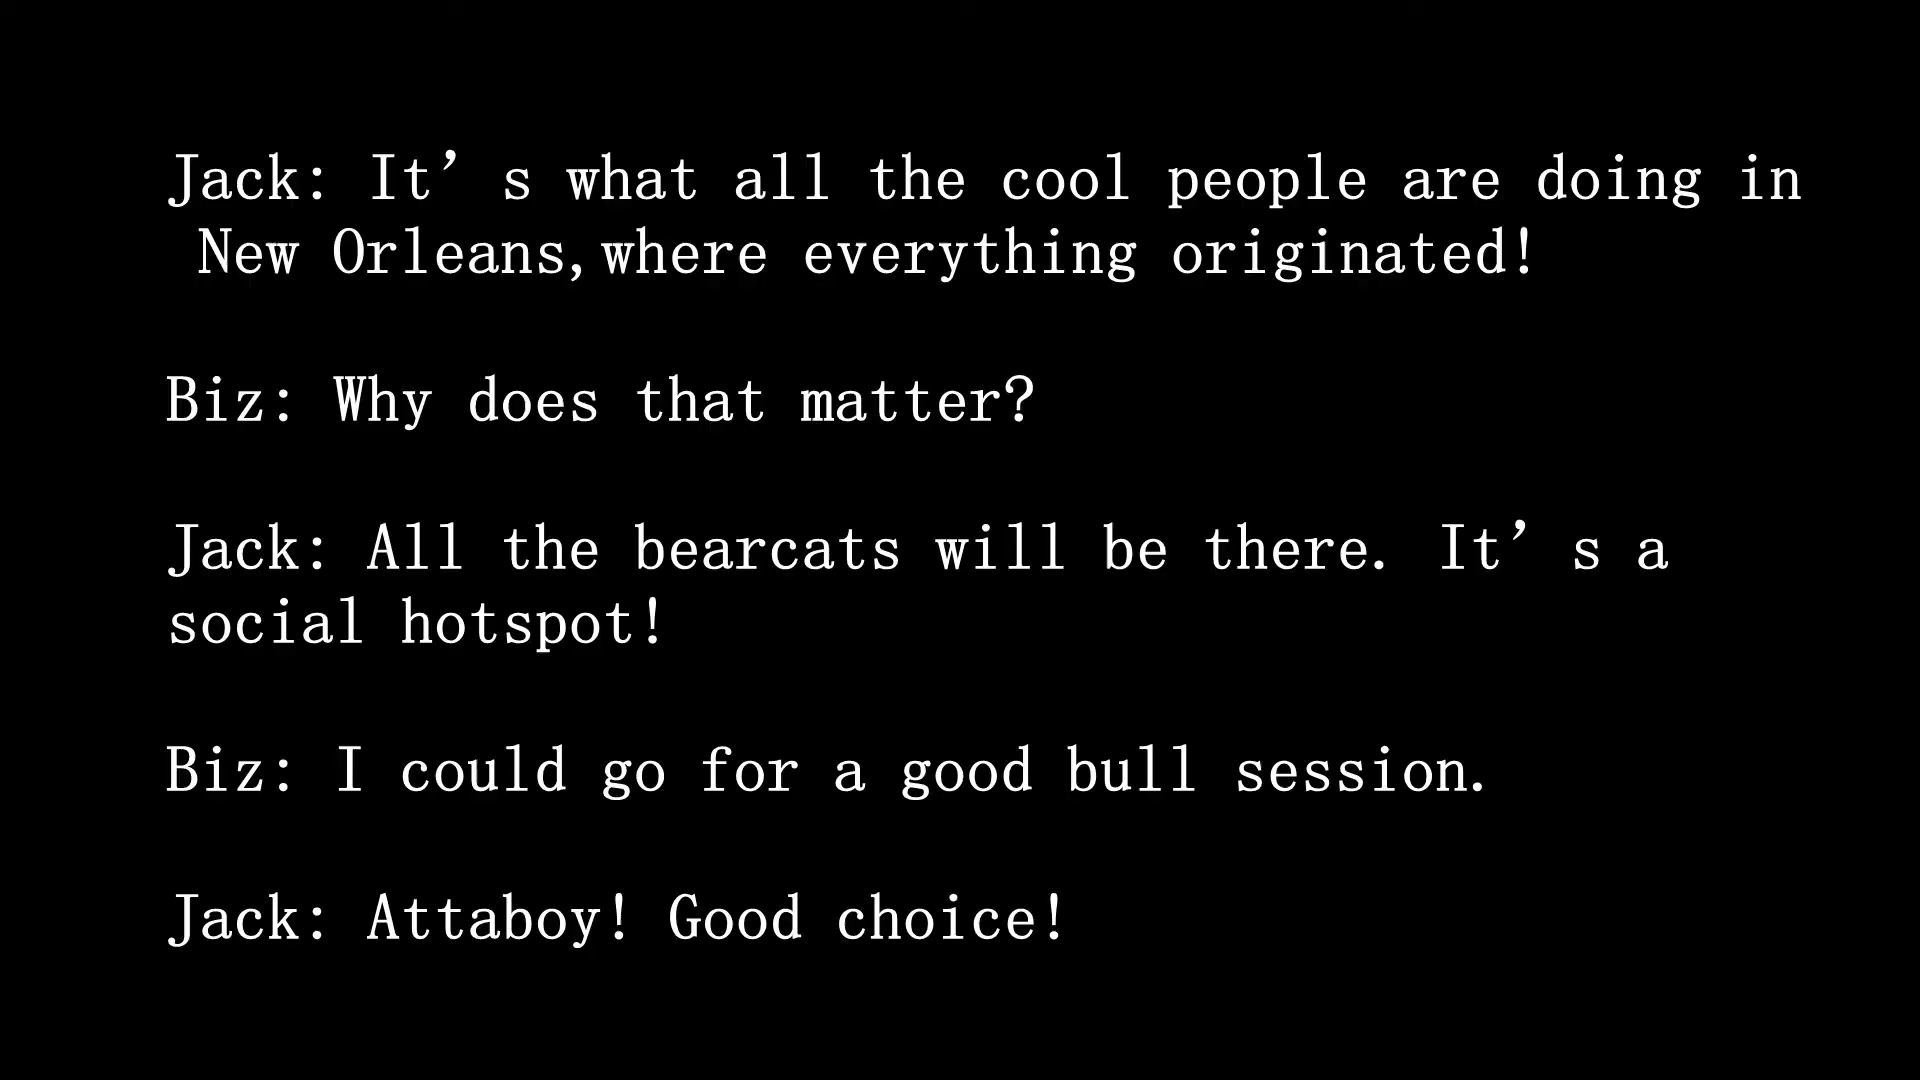 Jack: It’s what all the cool people are doing in
New Orleans,where everything originated!
Biz: Why does that matter?
Jack: All the bearcats will be there. It’s a
social hotspot!
Biz: I could go for a good bull session.
Jack: Attaboy! Good choice!